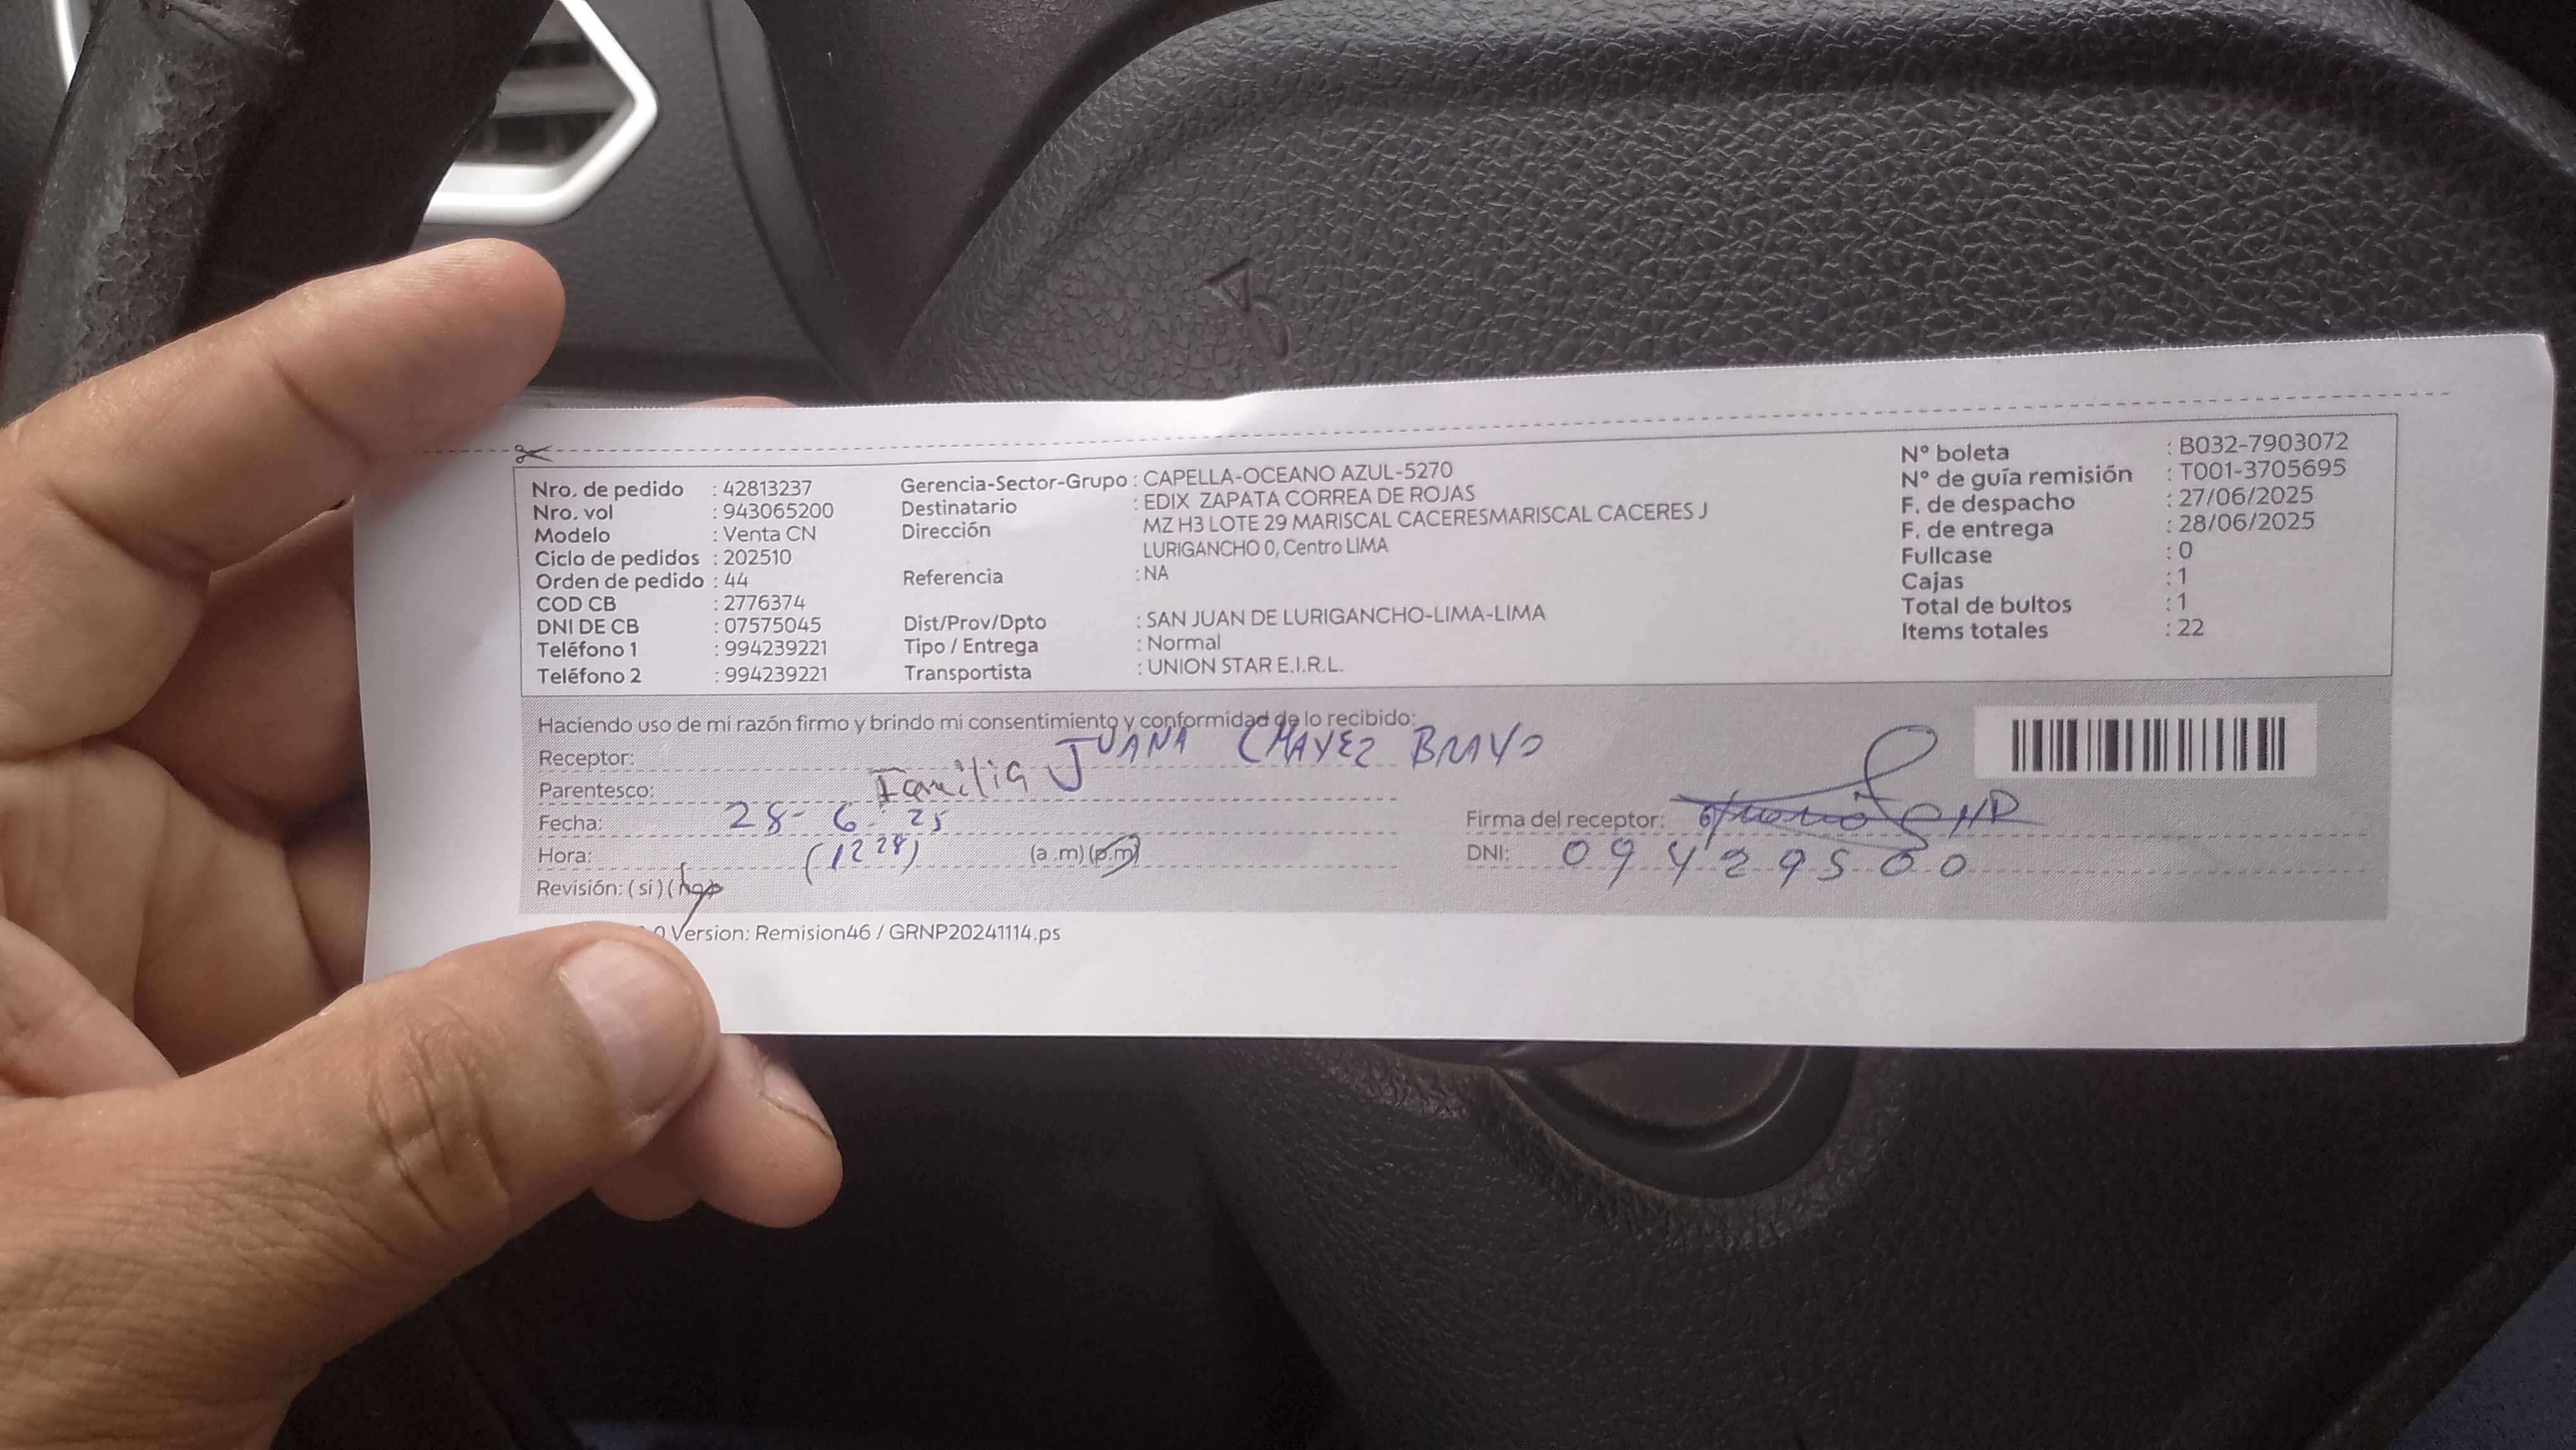 Nro. de pedido : 42813237
Nro. vol : 943065200
Modelo : Venta CN
Ciclo de pedidos : 202510
Orden de pedido : 44
COD CB : 2776374
DNI DE CB : 07575045
Teléfono 1 : 994239221
Teléfono 2 : 994239221
Gerencia-Sector-Grupo : CAPELLA-OCEANO AZUL-5270
Destinatario : EDIX ZAPATA CORREA DE ROJAS
Dirección MZ H3 LOTE 29 MARISCAL CACERESMARISCAL CACERES J
LURIGANCHO 0, Centro LIMA
Referencia : NA
Dist/Prov/Dpto : SAN JUAN DE LURIGANCHO-LIMA-LIMA
Tipo / Entrega : Normal
Transportista : UNION STAR E.I.R.L.
N° boleta : B032-7903072
N° de guía remisión : T001-3705695
F. de despacho : 27/06/2025
F. de entrega : 28/06/2025
Fullcase : 0
Cajas : 1
Total de bultos : 1
Items totales : 22
Haciendo uso de mi razón firmo y brindo mi consentimiento y conformidad de lo recibido:
Receptor: JUANA CHAVEZ BRAVO
Parentesco: Familia
Fecha: 28-6-25
Hora: (12 28) (a.m) (p.m)
Revisión: (si) (no)
Firma del receptor:
DNI: 09429500
0 Version: Remision46 / GRNP20241114.ps